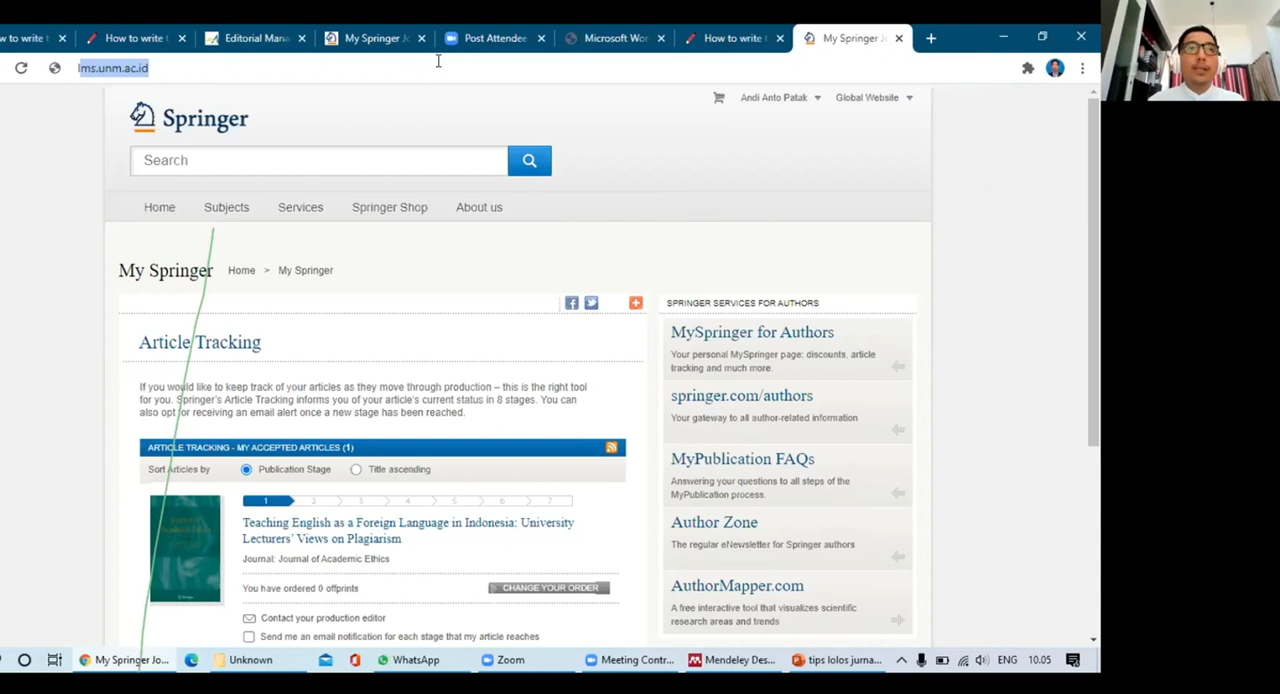 ow to write t
How to write t
Editorial Mana
My Springer Jo
Post Attendee
Microsoft Wor
How to write t
My Springer Jo
lms.unm.ac.id
Andi Anto Patak
Global Website
Springer
Search
Home
Subjects
Services
Springer Shop
About us
My Springer
Home > My Springer
SPRINGER SERVICES FOR AUTHORS
Article Tracking
If you would like to keep track of your articles as they move through production – this is the right tool
for you. Springer's Article Tracking informs you of your article's current status in 8 stages. You can
also opt for receiving an email alert once a new stage has been reached.
ARTICLE TRACKING - MY ACCEPTED ARTICLES (1)
Sort Articles by
Publication Stage
Title ascending
1 2 3 4 5 6 7
Teaching English as a Foreign Language in Indonesia: University
Lecturers' Views on Plagiarism
Journal: Journal of Academic Ethics
You have ordered 0 offprints
CHANGE YOUR ORDER
Contact your production editor
Send me an email notification for each stage that my article reaches
MySpringer for Authors
Your personal MySpringer page: discounts, article
tracking and much more.
springer.com/authors
Your gateway to all author-related information
MyPublication FAQs
Answering your questions to all steps of the
MyPublication process.
Author Zone
The regular eNewsletter for Springer authors
AuthorMapper.com
A free interactive tool that visualizes scientific
research areas and trends
My Springer Jo...
Unknown
WhatsApp
Zoom
Meeting Contr...
Mendeley Des...
tips lolos jurna...
ENG
10.05